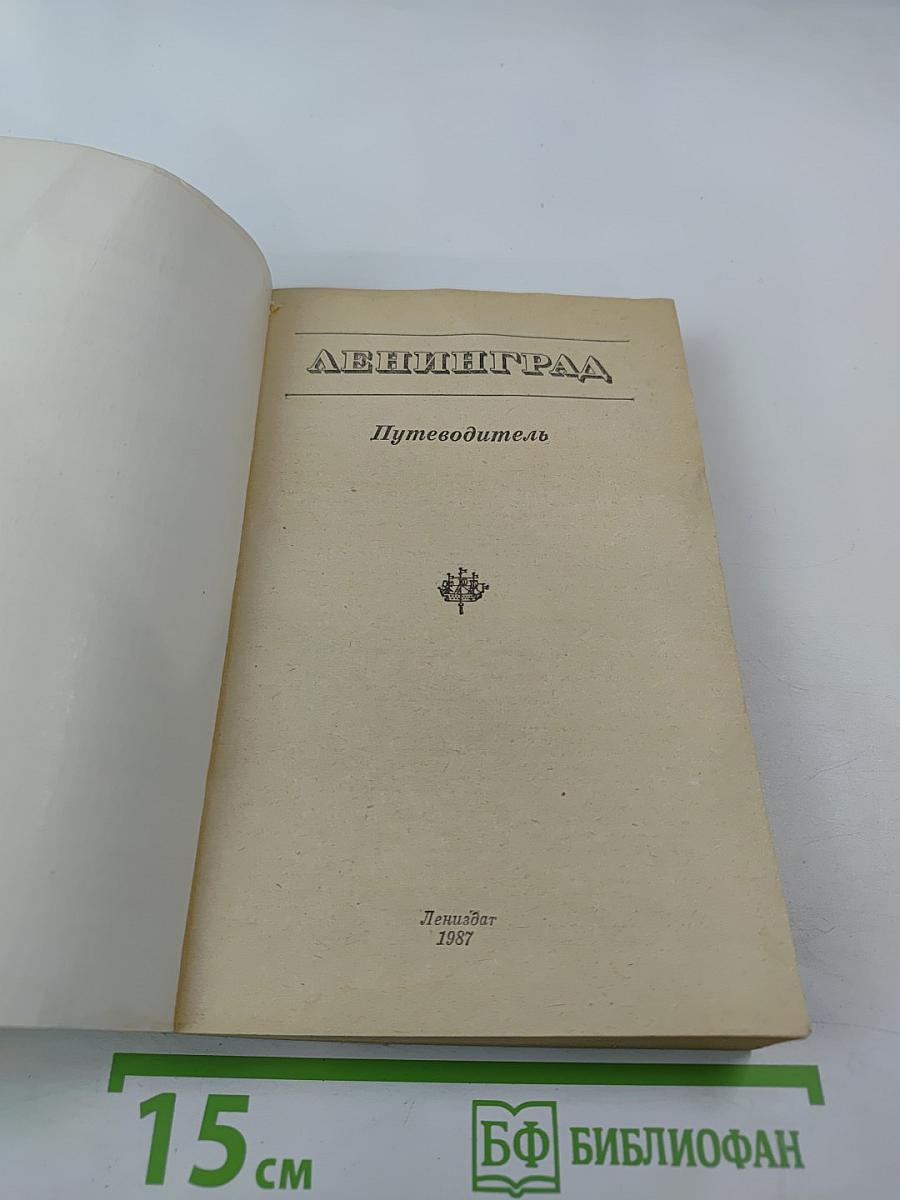 ЛЕНИНГРАД
Путеводитель
Лениздат
1987
15 см
БФ БИБЛИОФАН